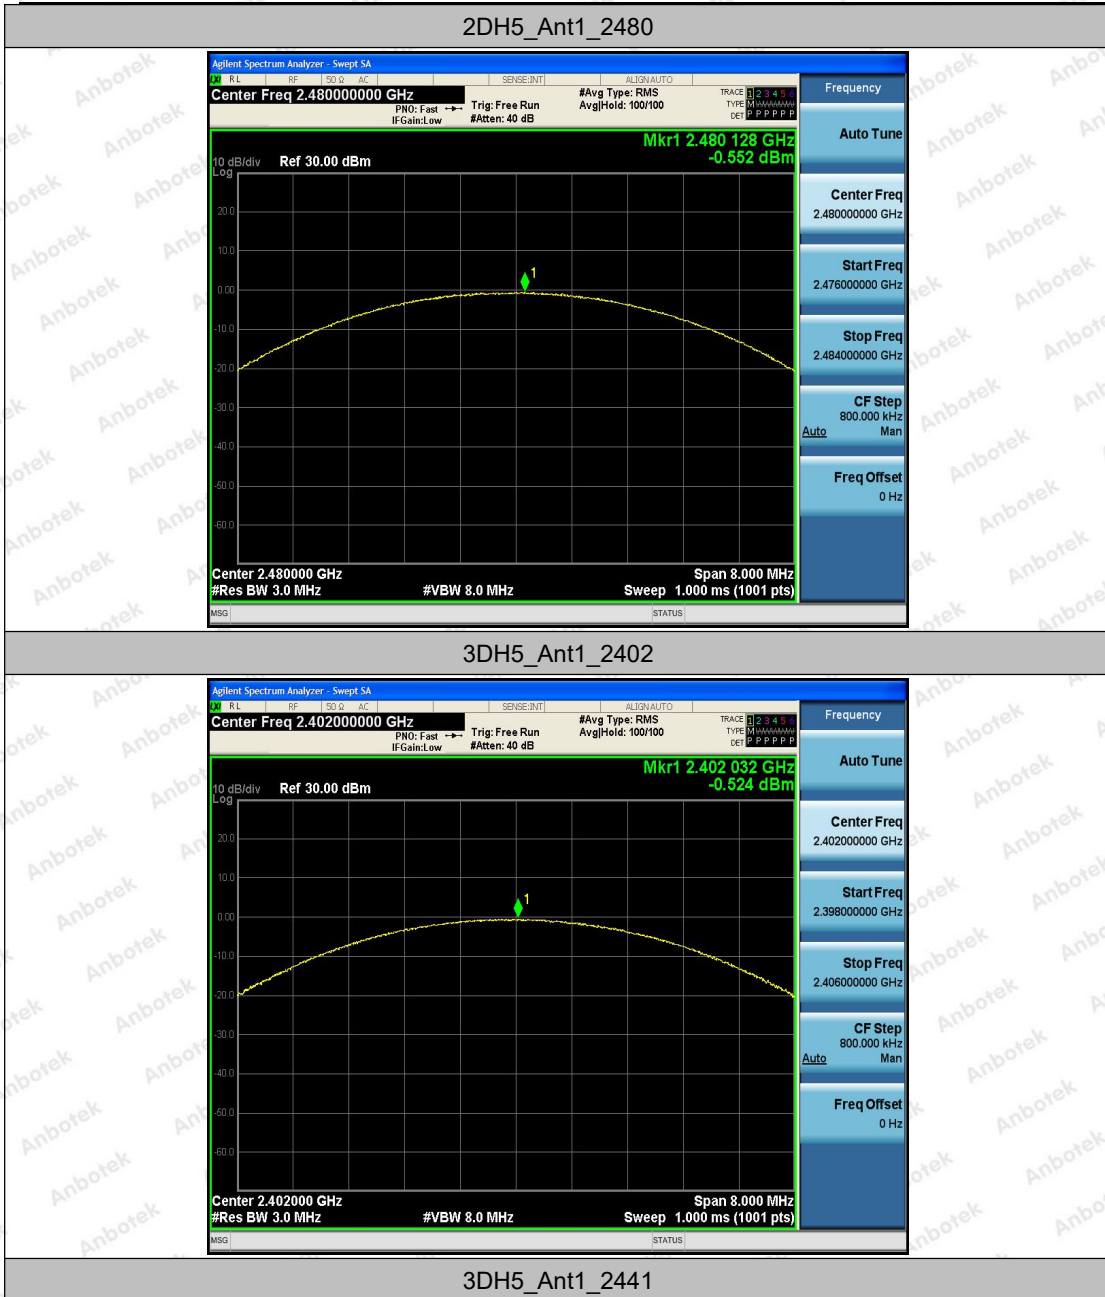 2DH5_Ant1_2480
Agilent Spectrum Analyzer - Swept SA
LXI RL RF 50 Ω AC SENSE:INT ALIGNAUTO
Center Freq 2.480000000 GHz
PNO: Fast
IFGain:Low
Trig: Free Run
#Atten: 40 dB
#Avg Type: RMS
Avg|Hold: 100/100
TRACE 1 2 3 4 5 6
TYPE M
DET P P P P P P
Mkr1 2.480 128 GHz
-0.552 dBm
10 dB/div Ref 30.00 dBm
Log
20.0
10.0
0.00
-10.0
-20.0
-30.0
-40.0
-50.0
-60.0
1
Center 2.480000 GHz Span 8.000 MHz
#Res BW 3.0 MHz #VBW 8.0 MHz Sweep 1.000 ms (1001 pts)
MSG STATUS
Frequency
Auto Tune
Center Freq
2.480000000 GHz
Start Freq
2.476000000 GHz
Stop Freq
2.484000000 GHz
CF Step
800.000 kHz
Auto Man
Freq Offset
0 Hz
3DH5_Ant1_2402
Agilent Spectrum Analyzer - Swept SA
LXI RL RF 50 Ω AC SENSE:INT ALIGNAUTO
Center Freq 2.402000000 GHz
PNO: Fast
IFGain:Low
Trig: Free Run
#Atten: 40 dB
#Avg Type: RMS
Avg|Hold: 100/100
TRACE 1 2 3 4 5 6
TYPE M
DET P P P P P P
Mkr1 2.402 032 GHz
-0.524 dBm
10 dB/div Ref 30.00 dBm
Log
20.0
10.0
0.00
-10.0
-20.0
-30.0
-40.0
-50.0
-60.0
1
Center 2.402000 GHz Span 8.000 MHz
#Res BW 3.0 MHz #VBW 8.0 MHz Sweep 1.000 ms (1001 pts)
MSG STATUS
Frequency
Auto Tune
Center Freq
2.402000000 GHz
Start Freq
2.398000000 GHz
Stop Freq
2.406000000 GHz
CF Step
800.000 kHz
Auto Man
Freq Offset
0 Hz
3DH5_Ant1_2441
Anbotek